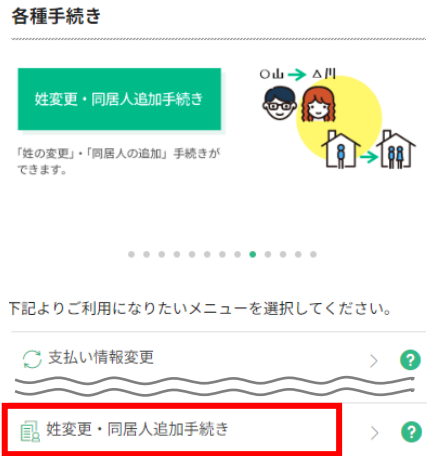 各種手続き
姓変更・同居人追加手続き
○山 → △川
「姓の変更」・「同居人の追加」手続きが
できます。
下記よりご利用になりたいメニューを選択してください。
支払い情報変更
?
姓変更・同居人追加手続き
?